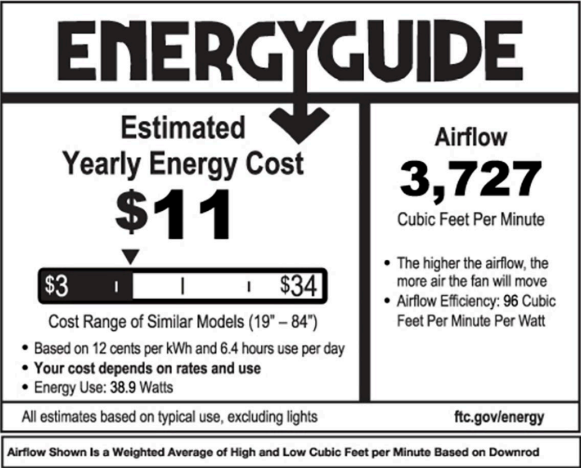 ENERGYGUIDE
Estimated
Yearly Energy Cost
$11
$3 $34
Cost Range of Similar Models (19" – 84")
• Based on 12 cents per kWh and 6.4 hours use per day
• Your cost depends on rates and use
• Energy Use: 38.9 Watts
Airflow
3,727
Cubic Feet Per Minute
• The higher the airflow, the
more air the fan will move
• Airflow Efficiency: 96 Cubic
Feet Per Minute Per Watt
All estimates based on typical use, excluding lights
ftc.gov/energy
Airflow Shown Is a Weighted Average of High and Low Cubic Feet per Minute Based on Downrod